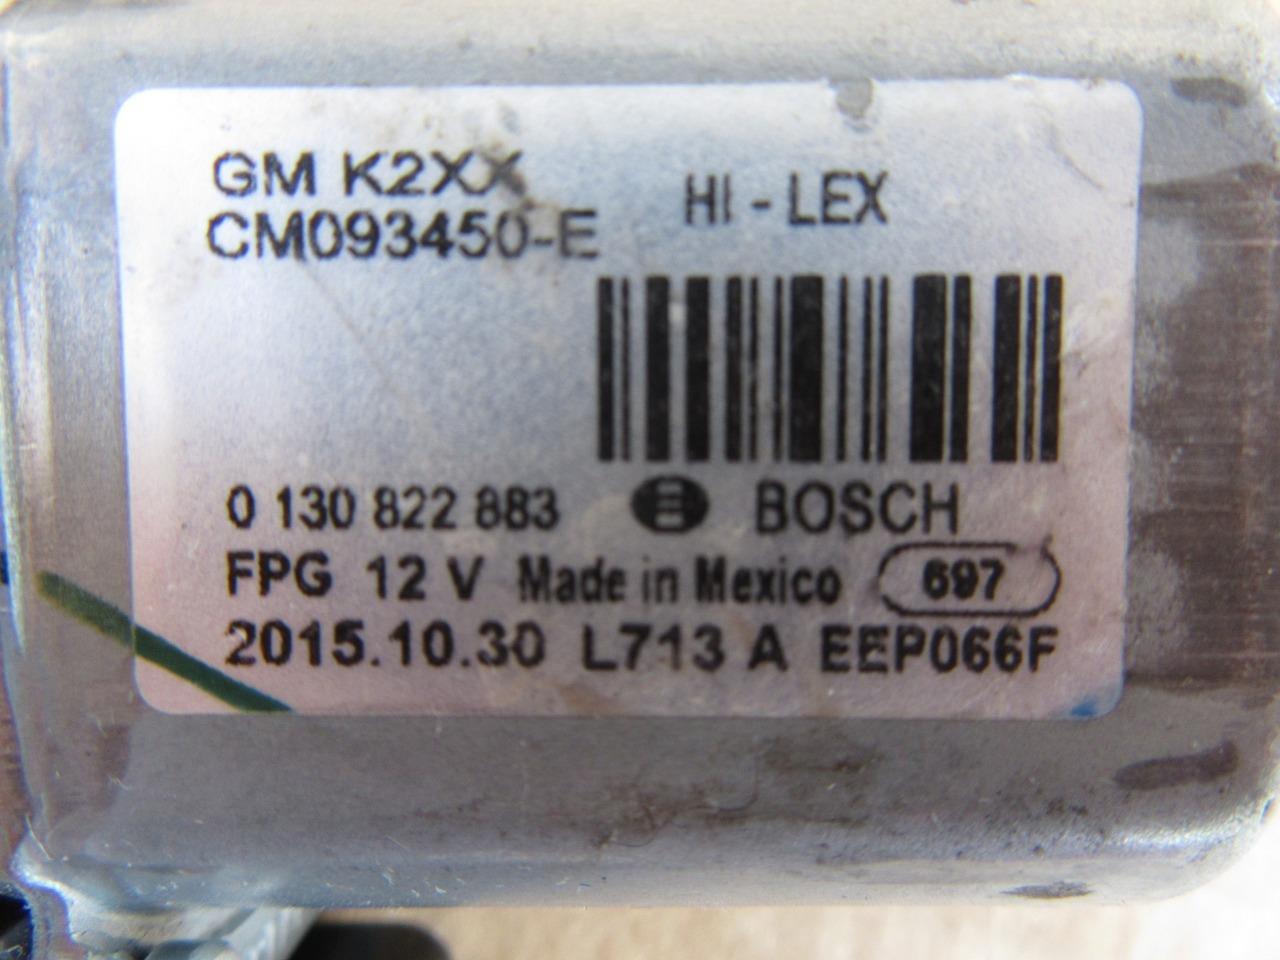 GM K2XX
CM093450-E
HI - LEX
0 130 822 883 BOSCH
FPG 12 V Made in Mexico 697
2015.10.30 L713 A EEP066F